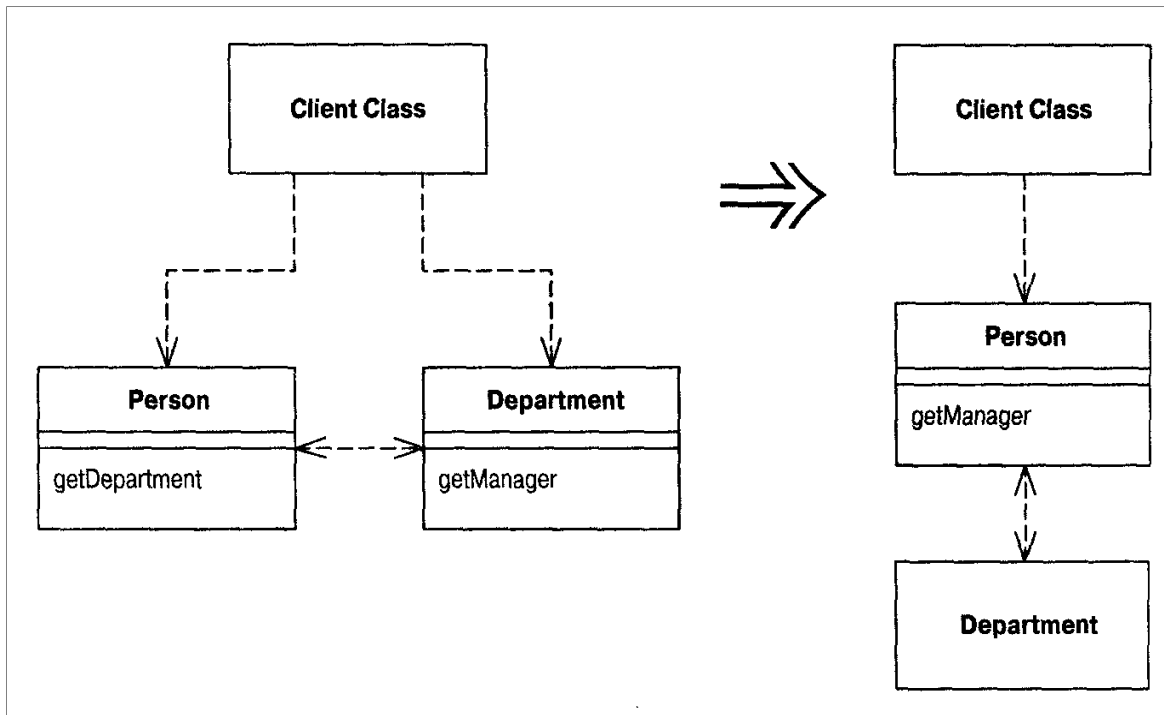 Client Class
Person
getDepartment
Department
getManager
Client Class
Person
getManager
Department